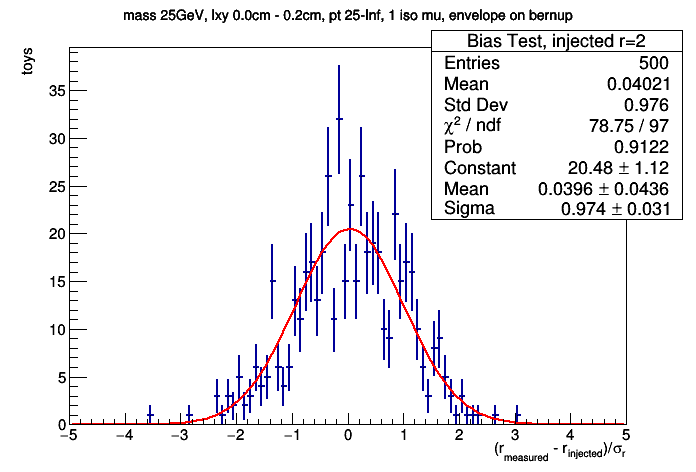 mass 25GeV, lxy 0.0cm - 0.2cm, pt 25-Inf, 1 iso mu, envelope on bernup
Bias Test, injected r=2
Entries 500
Mean 0.04021
Std Dev 0.976
χ² / ndf 78.75 / 97
Prob 0.9122
Constant 20.48 ± 1.12
Mean 0.0396 ± 0.0436
Sigma 0.974 ± 0.031
toys
35
30
25
20
15
10
5
0
−5 −4 −3 −2 −1 0 1 2 3 4 5
(r_measured - r_injected)/σ_r